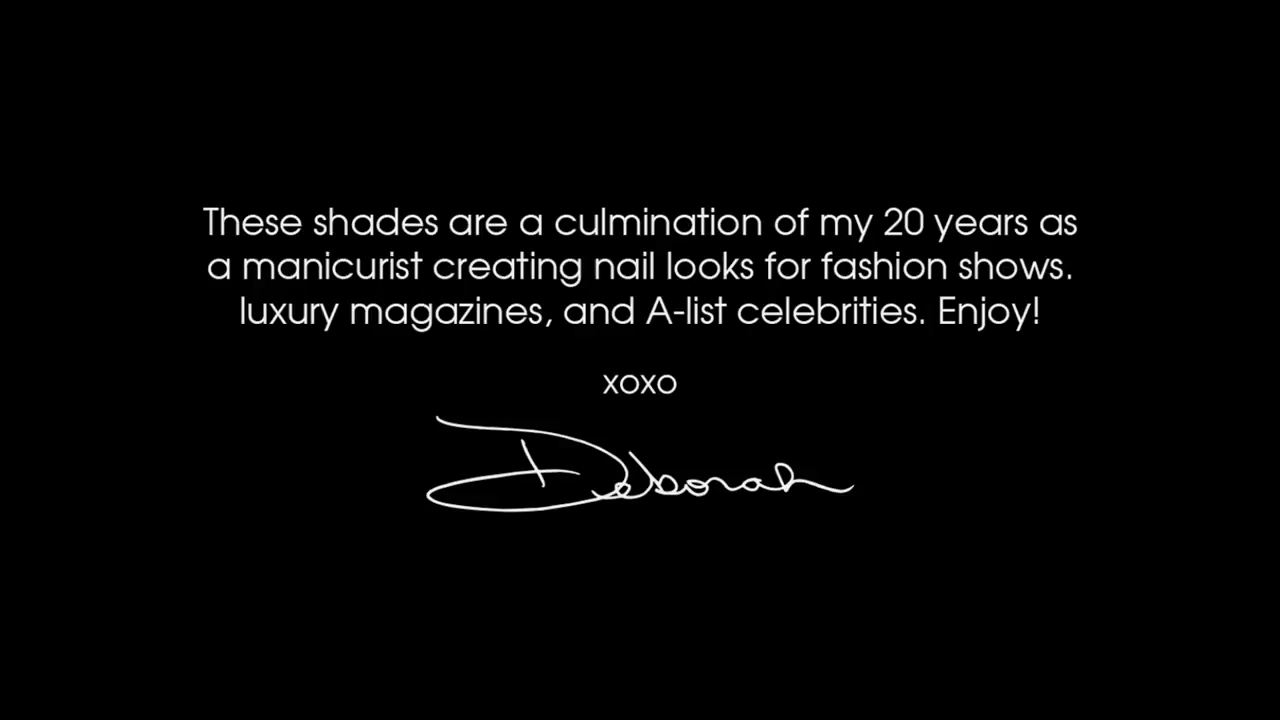 These shades are a culmination of my 20 years as
a manicurist creating nail looks for fashion shows.
luxury magazines, and A-list celebrities. Enjoy!
xoxo
Deborah